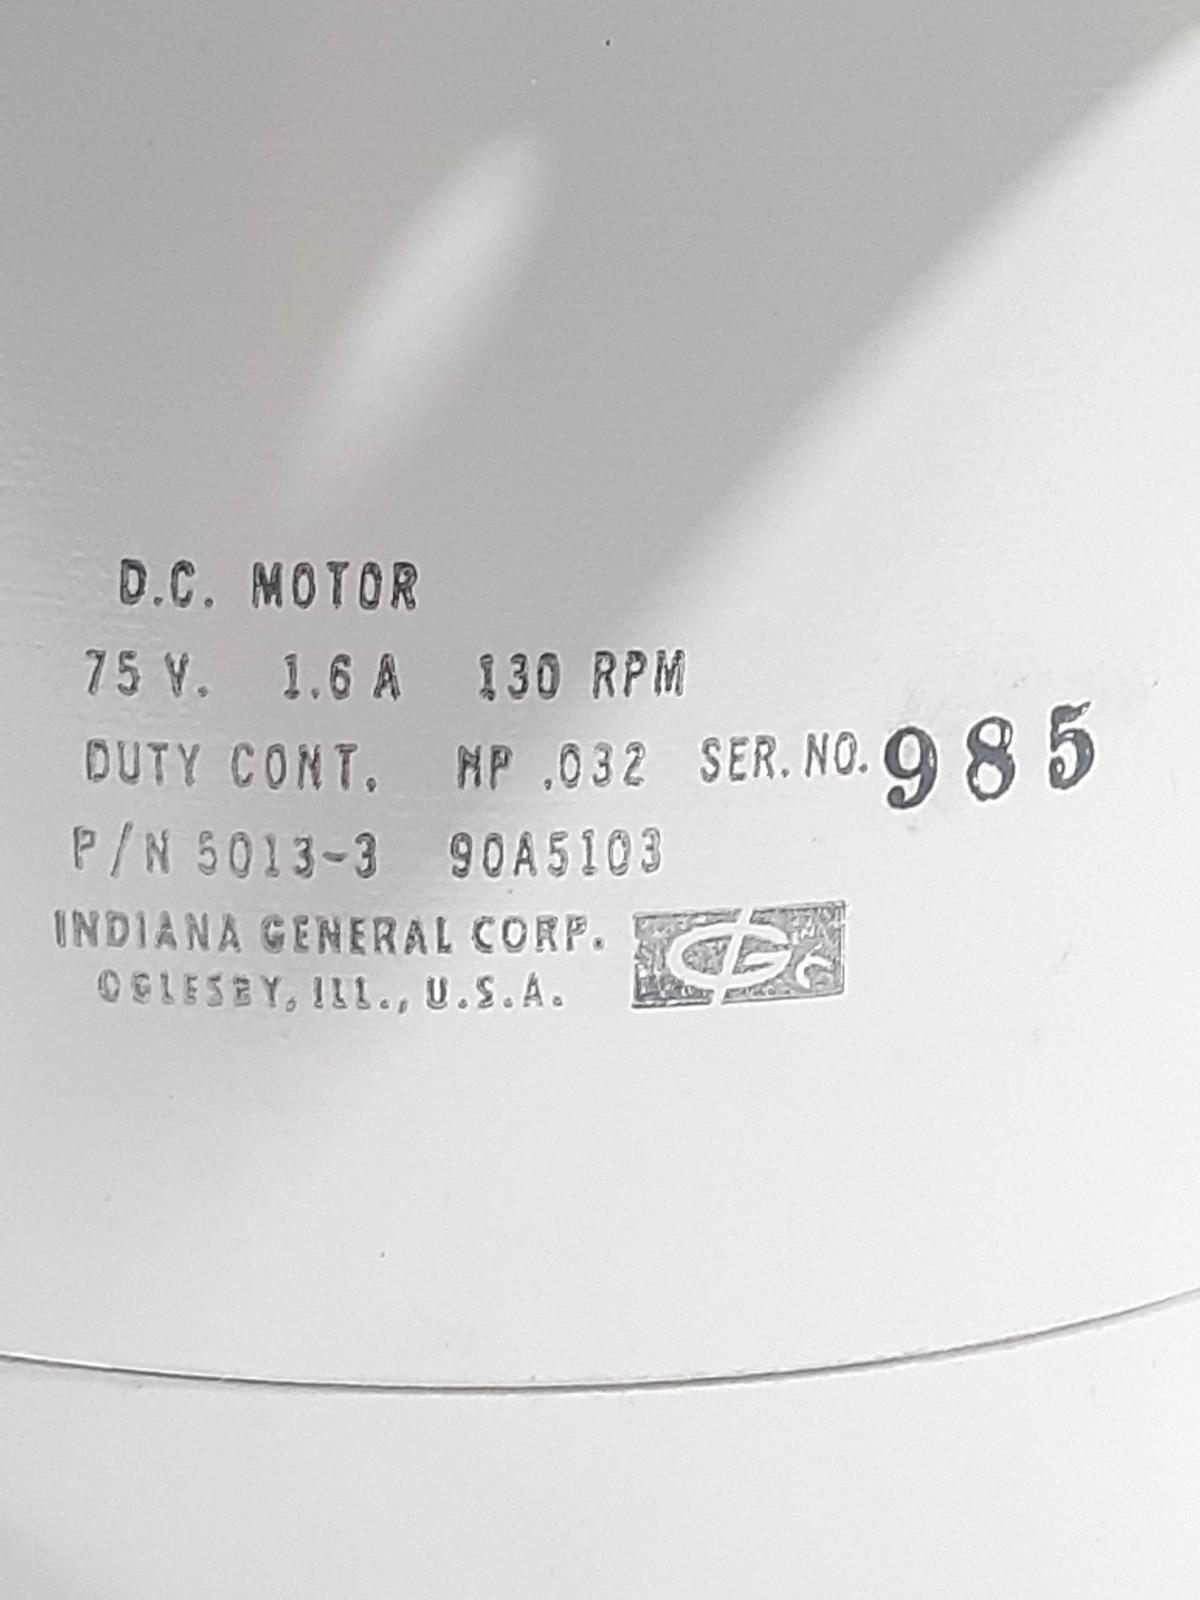 D.C. MOTOR
75 V. 1.6 A 130 RPM
DUTY CONT. HP .032 SER. NO. 985
P/N 5013-3 90A5103
INDIANA GENERAL CORP.
OGLESBY, ILL., U.S.A.